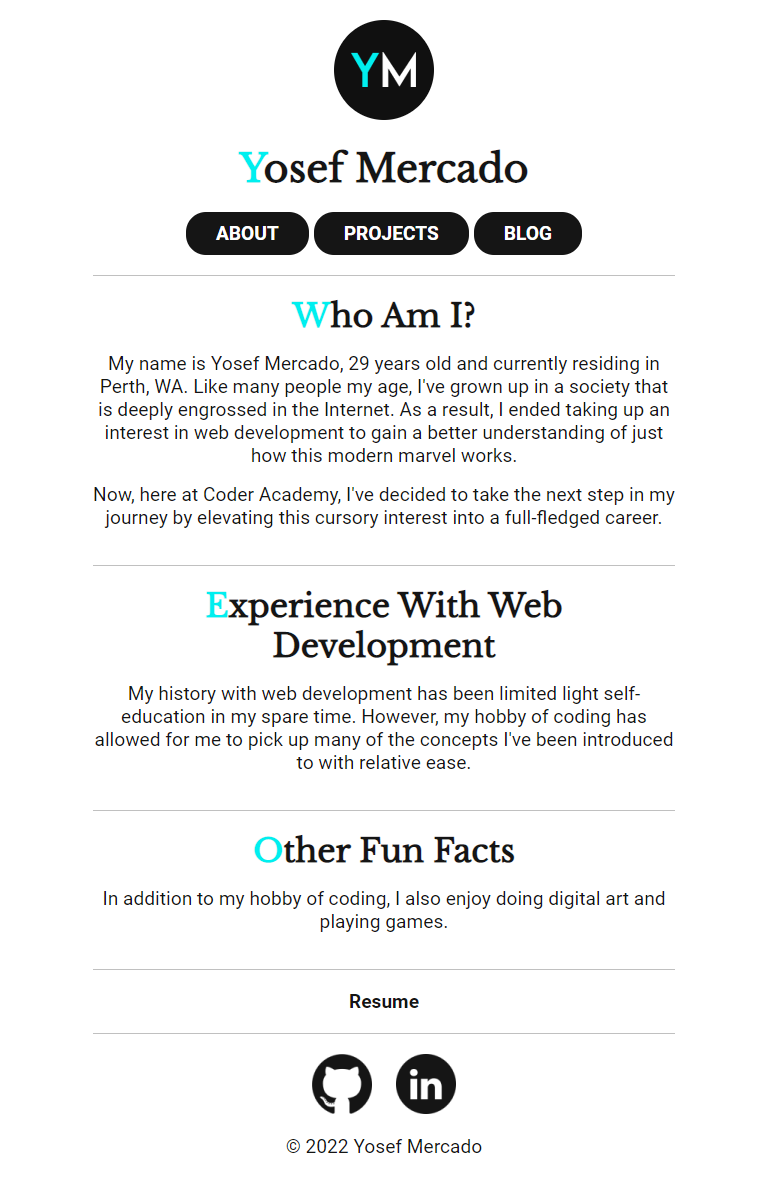 YM
Yosef Mercado
ABOUT PROJECTS BLOG
Who Am I?
My name is Yosef Mercado, 29 years old and currently residing in
Perth, WA. Like many people my age, I've grown up in a society that
is deeply engrossed in the Internet. As a result, I ended taking up an
interest in web development to gain a better understanding of just
how this modern marvel works.
Now, here at Coder Academy, I've decided to take the next step in my
journey by elevating this cursory interest into a full-fledged career.
Experience With Web
Development
My history with web development has been limited light self-
education in my spare time. However, my hobby of coding has
allowed for me to pick up many of the concepts I've been introduced
to with relative ease.
Other Fun Facts
In addition to my hobby of coding, I also enjoy doing digital art and
playing games.
Resume
in
© 2022 Yosef Mercado